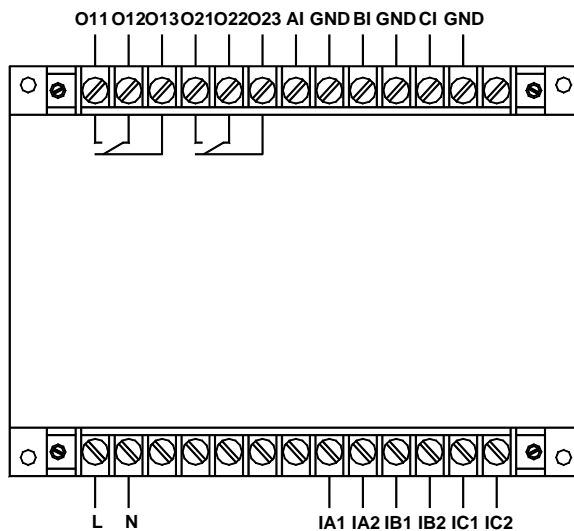 O11 O12 O13 O21 O22 O23 AI GND BI GND CI GND
L N IA1 IA2 IB1 IB2 IC1 IC2